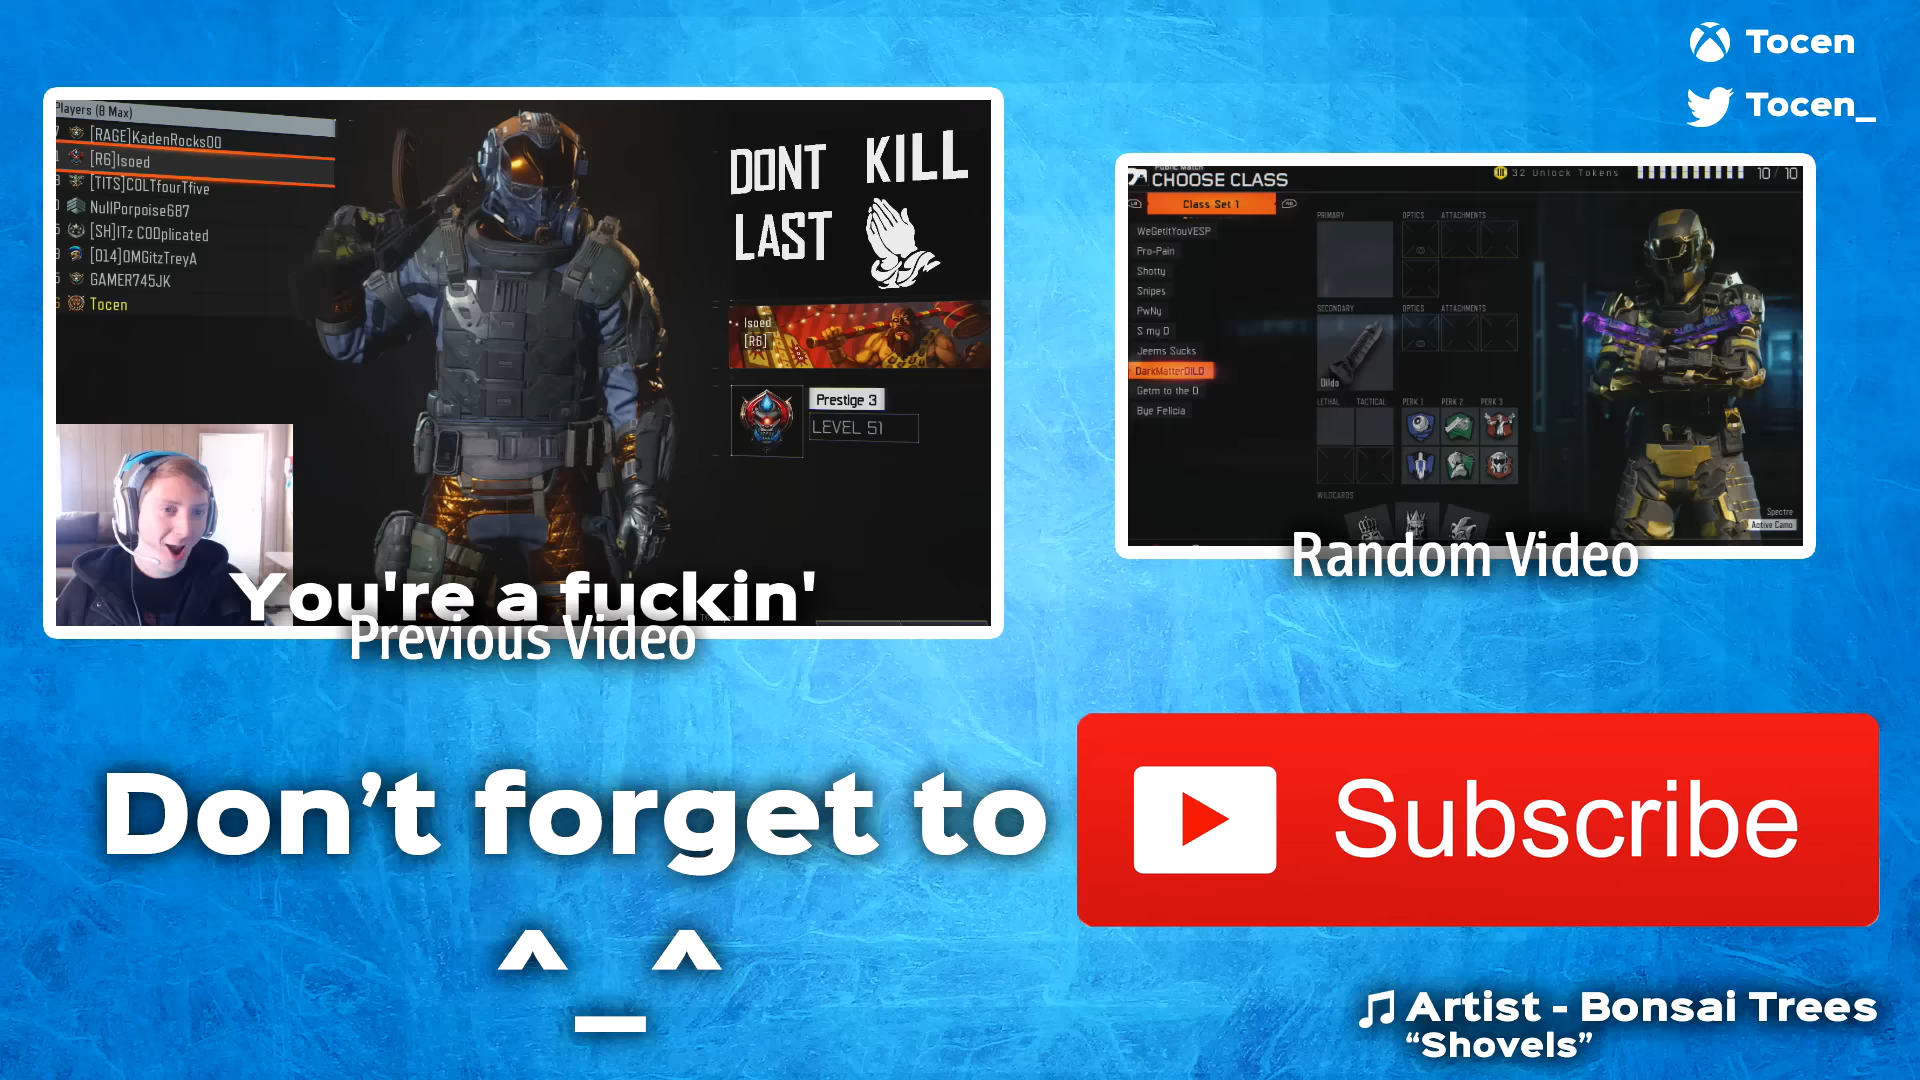 Tocen
Tocen_
Players (8 Max)
[RAGE]KadenRocks00
[R6]Isoed
[TITS]COLTfourTfive
NullPorpoise687
[SH]ITz CODplicated
[014]OMGitzTreyA
GAMER745JK
Tocen
DONT KILL
LAST
Isoed
[R6]
Prestige 3
LEVEL 51
You're a fuckin'
Previous Video
Public Match
CHOOSE CLASS
32 Unlock Tokens
10 / 10
Class Set 1
WeGetItYouVESP
Pro-Pain
Shotty
Snipes
PwNy
S my D
Jeems Sucks
DarkMatterDILD
Getm to the D
Bye Felicia
PRIMARY
OPTICS
ATTACHMENTS
SECONDARY
OPTICS
ATTACHMENTS
Dildo
LETHAL
TACTICAL
PERK 1
PERK 2
PERK 3
WILDCARDS
Spectre
Active Camo
Random Video
Don't forget to
Subscribe
^_^
Artist - Bonsai Trees
“Shovels”